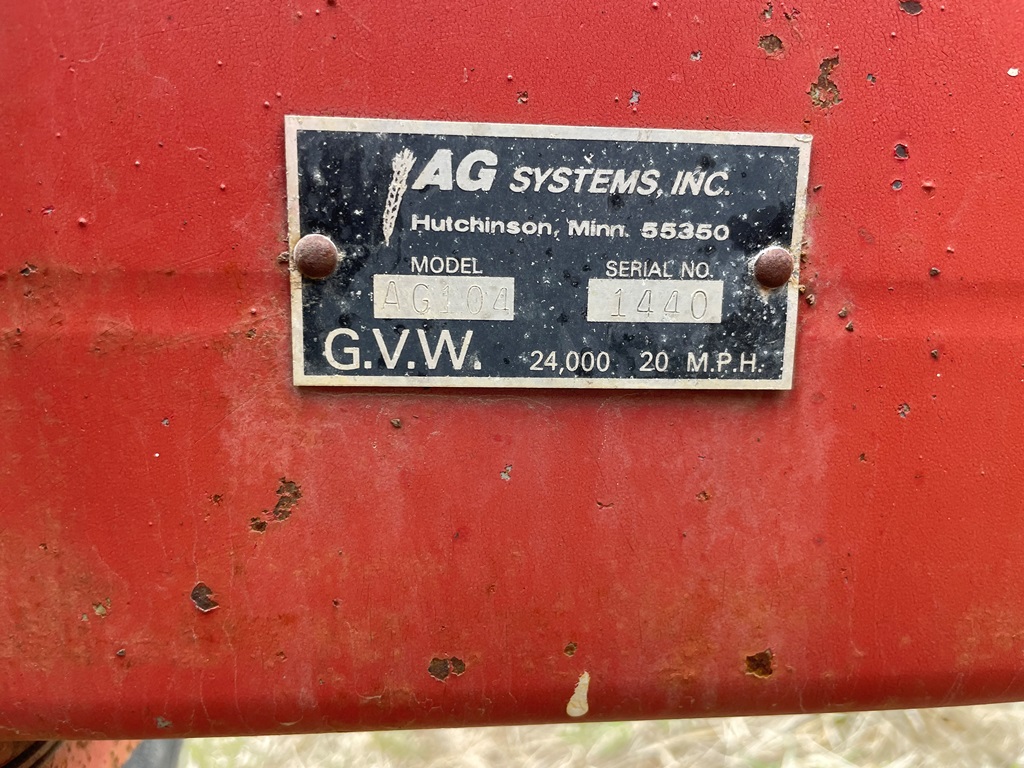 AG SYSTEMS, INC.
Hutchinson, Minn. 55350
MODEL SERIAL NO.
AG104 1440
G.V.W. 24,000 20 M.P.H.